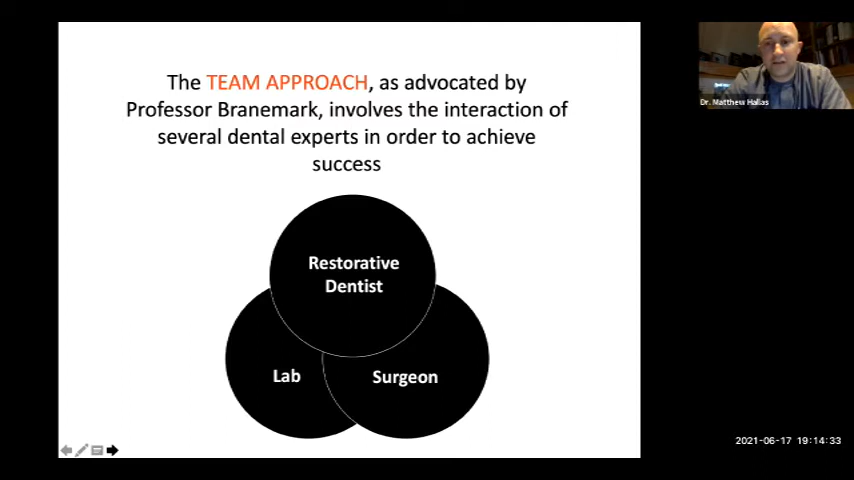 The TEAM APPROACH, as advocated by
Professor Branemark, involves the interaction of
several dental experts in order to achieve
success
Restorative
Dentist
Lab
Surgeon
Dr. Matthew Hallas
2021-06-17 19:14:33